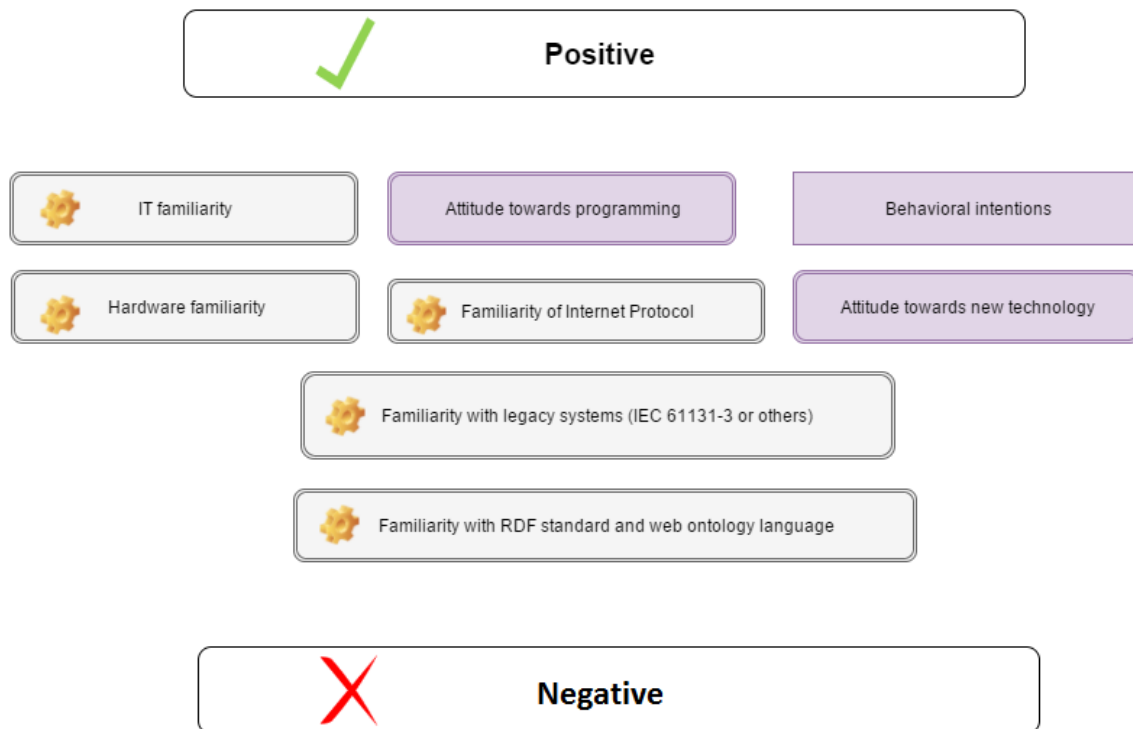 Positive
IT familiarity
Attitude towards programming
Behavioral intentions
Hardware familiarity
Familiarity of Internet Protocol
Attitude towards new technology
Familiarity with legacy systems (IEC 61131-3 or others)
Familiarity with RDF standard and web ontology language
Negative